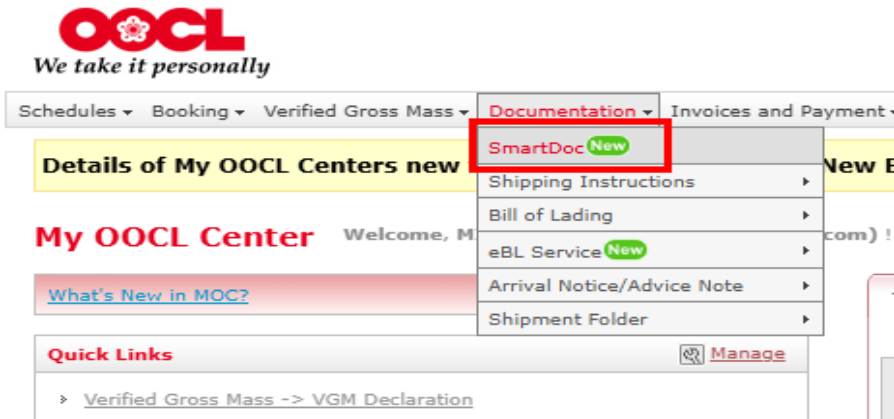 OOCL
We take it personally
Schedules Booking Verified Gross Mass Documentation Invoices and Payment
SmartDoc New
Details of My OOCL Centers new New
Shipping Instructions
Bill of Lading
My OOCL Center Welcome, com) !
eBL Service New
What's New in MOC?
Arrival Notice/Advice Note
Shipment Folder
Quick Links Manage
Verified Gross Mass -> VGM Declaration